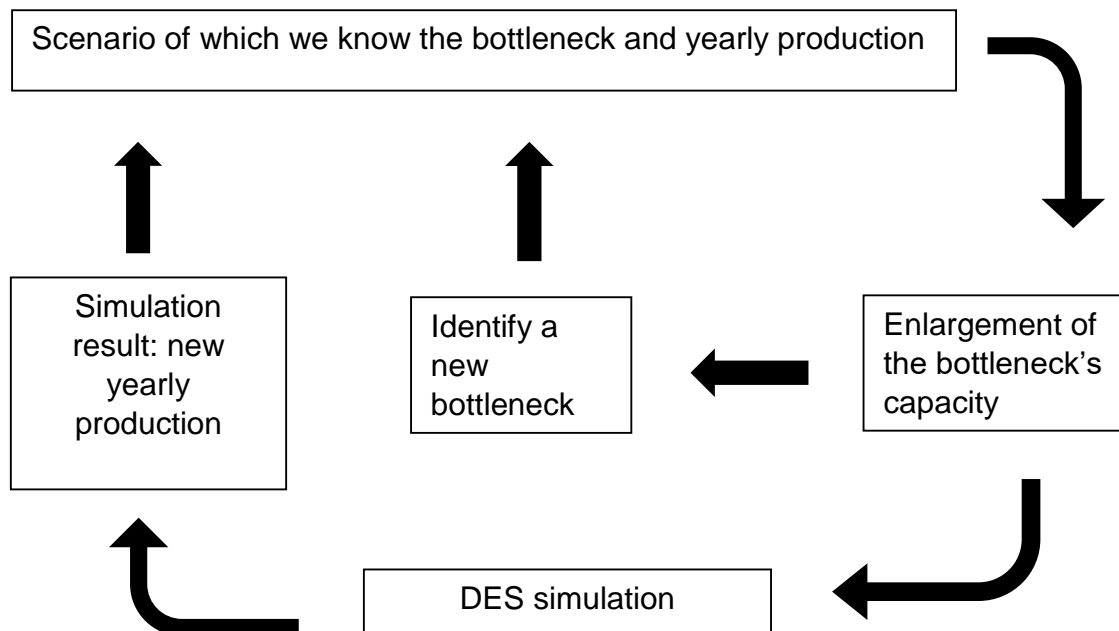 Scenario of which we know the bottleneck and yearly production
Simulation
result: new
yearly
production
Identify a
new
bottleneck
Enlargement of
the bottleneck's
capacity
DES simulation